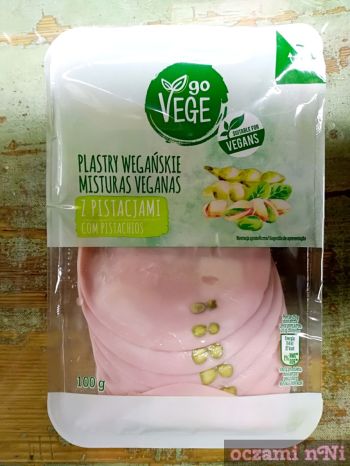 go
VEGE
SUITABLE FOR
VEGANS
PLASTRY WEGAŃSKIE
MISTURAS VEGANAS
Z PISTACJAMI
COM PISTACHIOS
100 g
oczami nNi